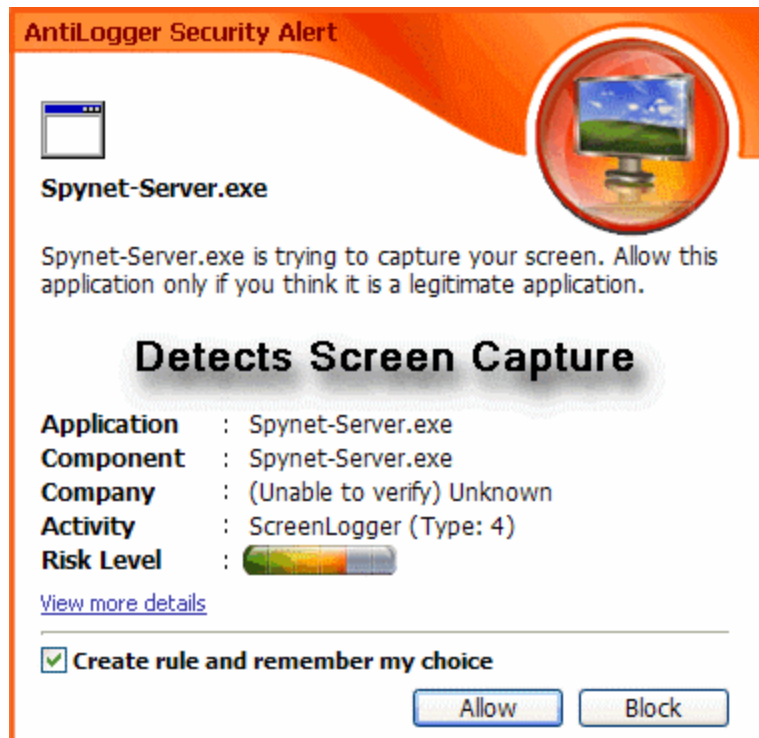 AntiLogger Security Alert
Spynet-Server.exe
Spynet-Server.exe is trying to capture your screen. Allow this
application only if you think it is a legitimate application.
Detects Screen Capture
Application : Spynet-Server.exe
Component : Spynet-Server.exe
Company : (Unable to verify) Unknown
Activity : ScreenLogger (Type: 4)
Risk Level :
View more details
Create rule and remember my choice
Allow Block